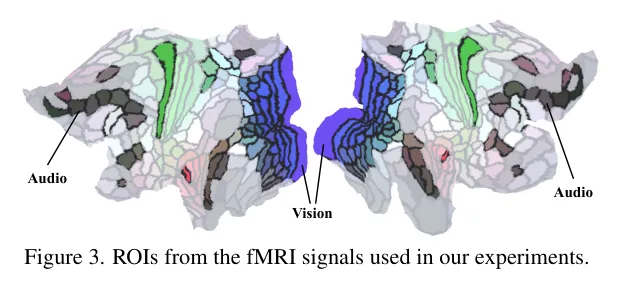 Audio
Audio
Vision
Figure 3. ROIs from the fMRI signals used in our experiments.